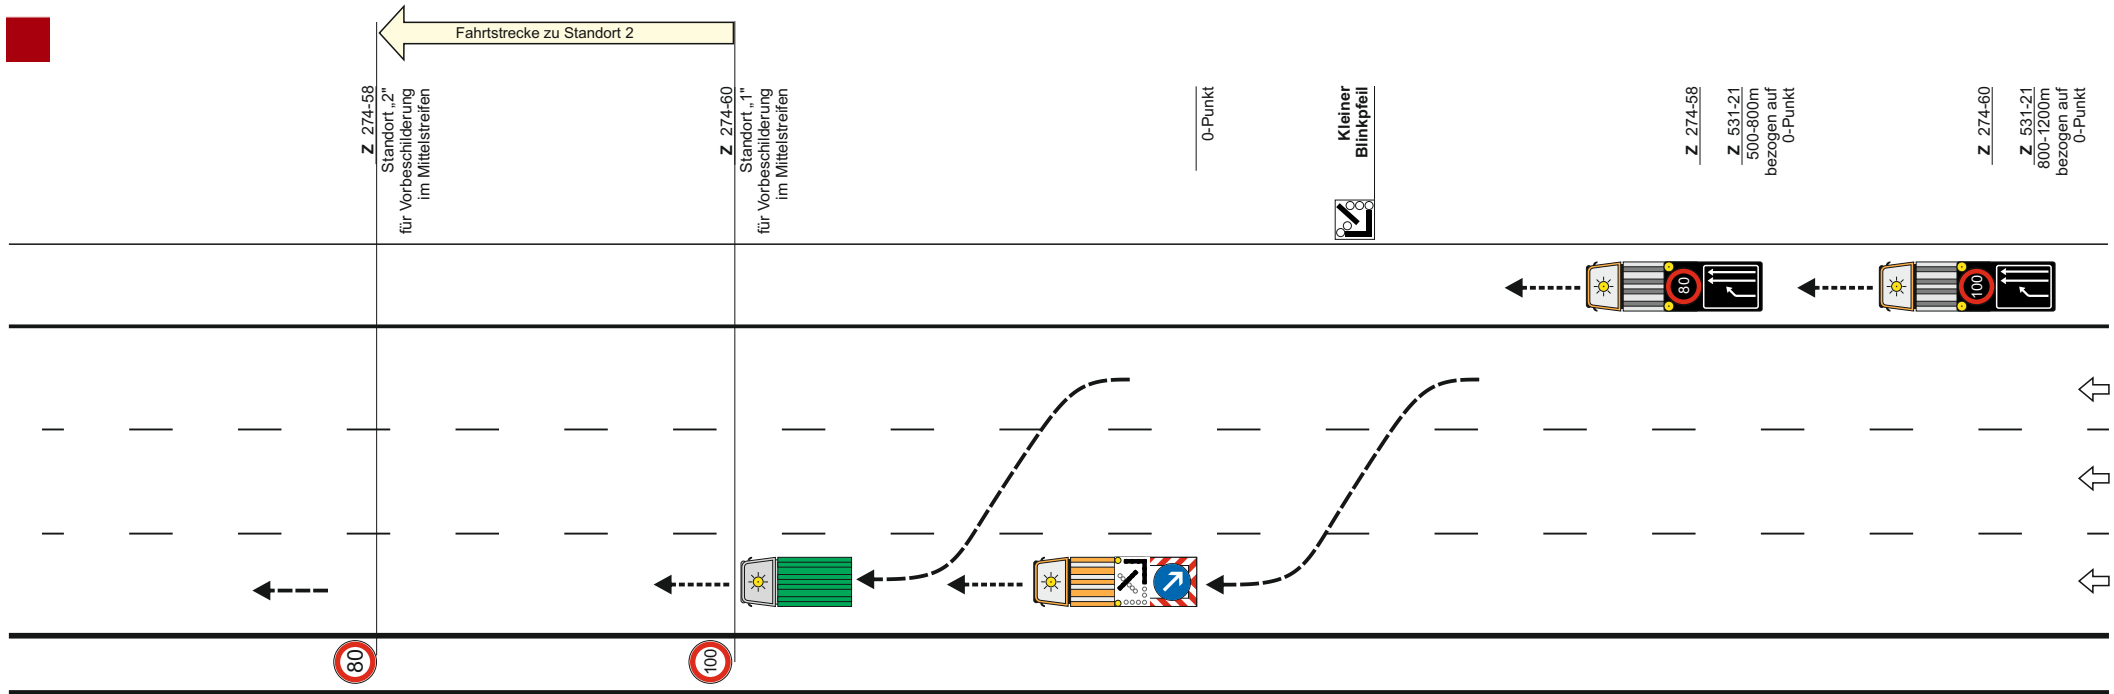 Fahrtstrecke zu Standort 2
Z 274-58
Standort „2"
für Vorbeschilderung
im Mittelstreifen
Z 274-60
Standort „1"
für Vorbeschilderung
im Mittelstreifen
0-Punkt
Kleiner
Blinkpfeil
Z 274-58
Z 531-21
500-800m
bezogen auf
0-Punkt
Z 274-60
Z 531-21
800-1200m
bezogen auf
0-Punkt
80
100
80
100